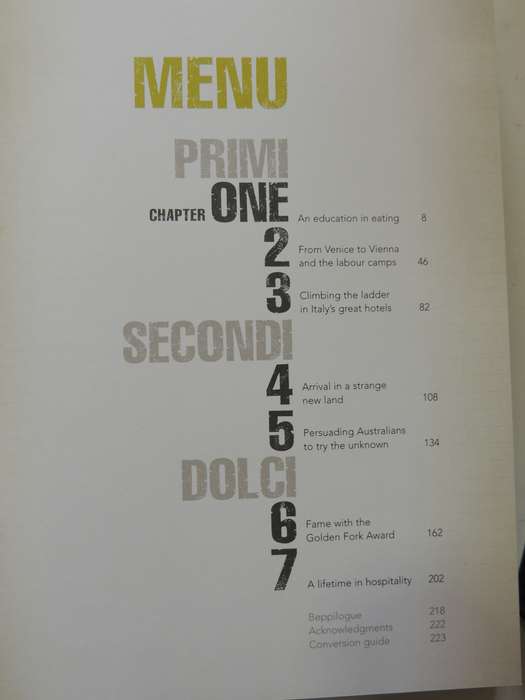 MENU
PRIMI
CHAPTER ONE An education in eating 8
2 From Venice to Vienna
and the labour camps 46
3 Climbing the ladder
in Italy's great hotels 82
SECONDI
4 Arrival in a strange
new land 108
5 Persuading Australians
to try the unknown 134
DOLCI
6 Fame with the
Golden Fork Award 162
7 A lifetime in hospitality 202
Beppilogue 218
Acknowledgments 222
Conversion guide 223